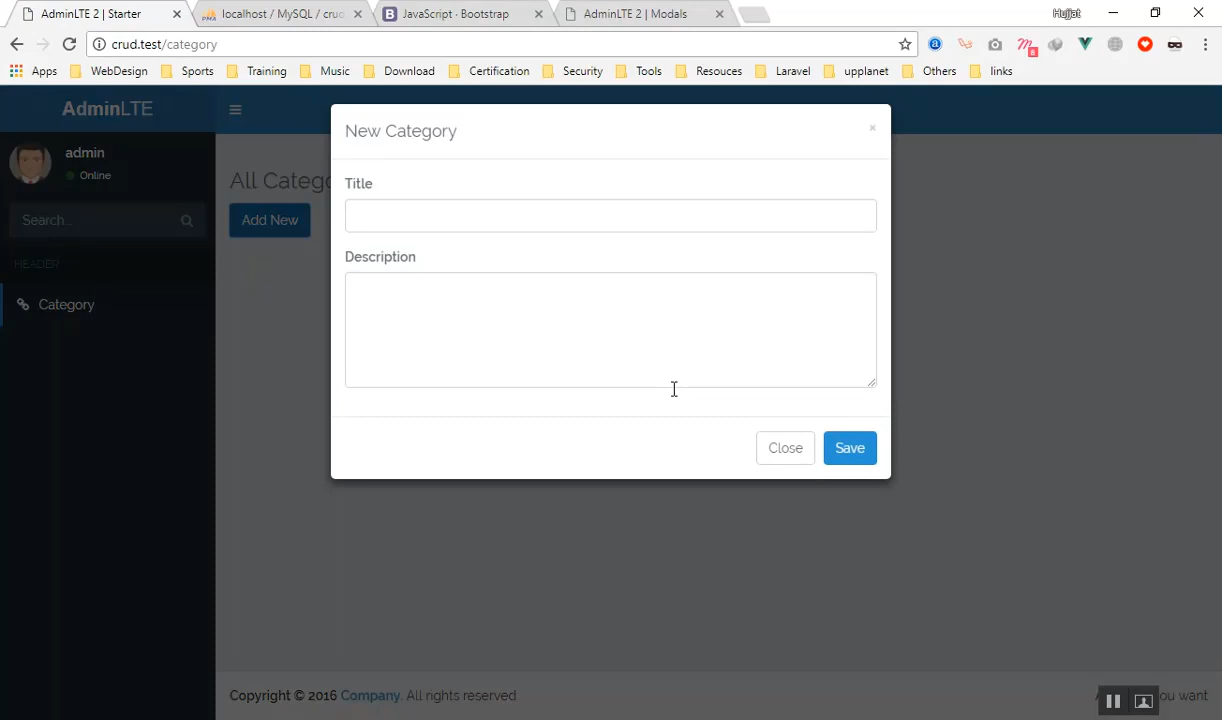 AdminLTE 2 | Starter
localhost / MySQL / cru
JavaScript · Bootstrap
AdminLTE 2 | Modals
Hujjat
crud.test/category
Apps WebDesign Sports Training Music Download Certification Security Tools Resouces Laravel upplanet Others links
AdminLTE
admin
Online
Search...
HEADER
Category
All Catego
Add New
New Category
×
Title
Description
Close Save
Copyright © 2016 Company. All rights reserved.
ou want